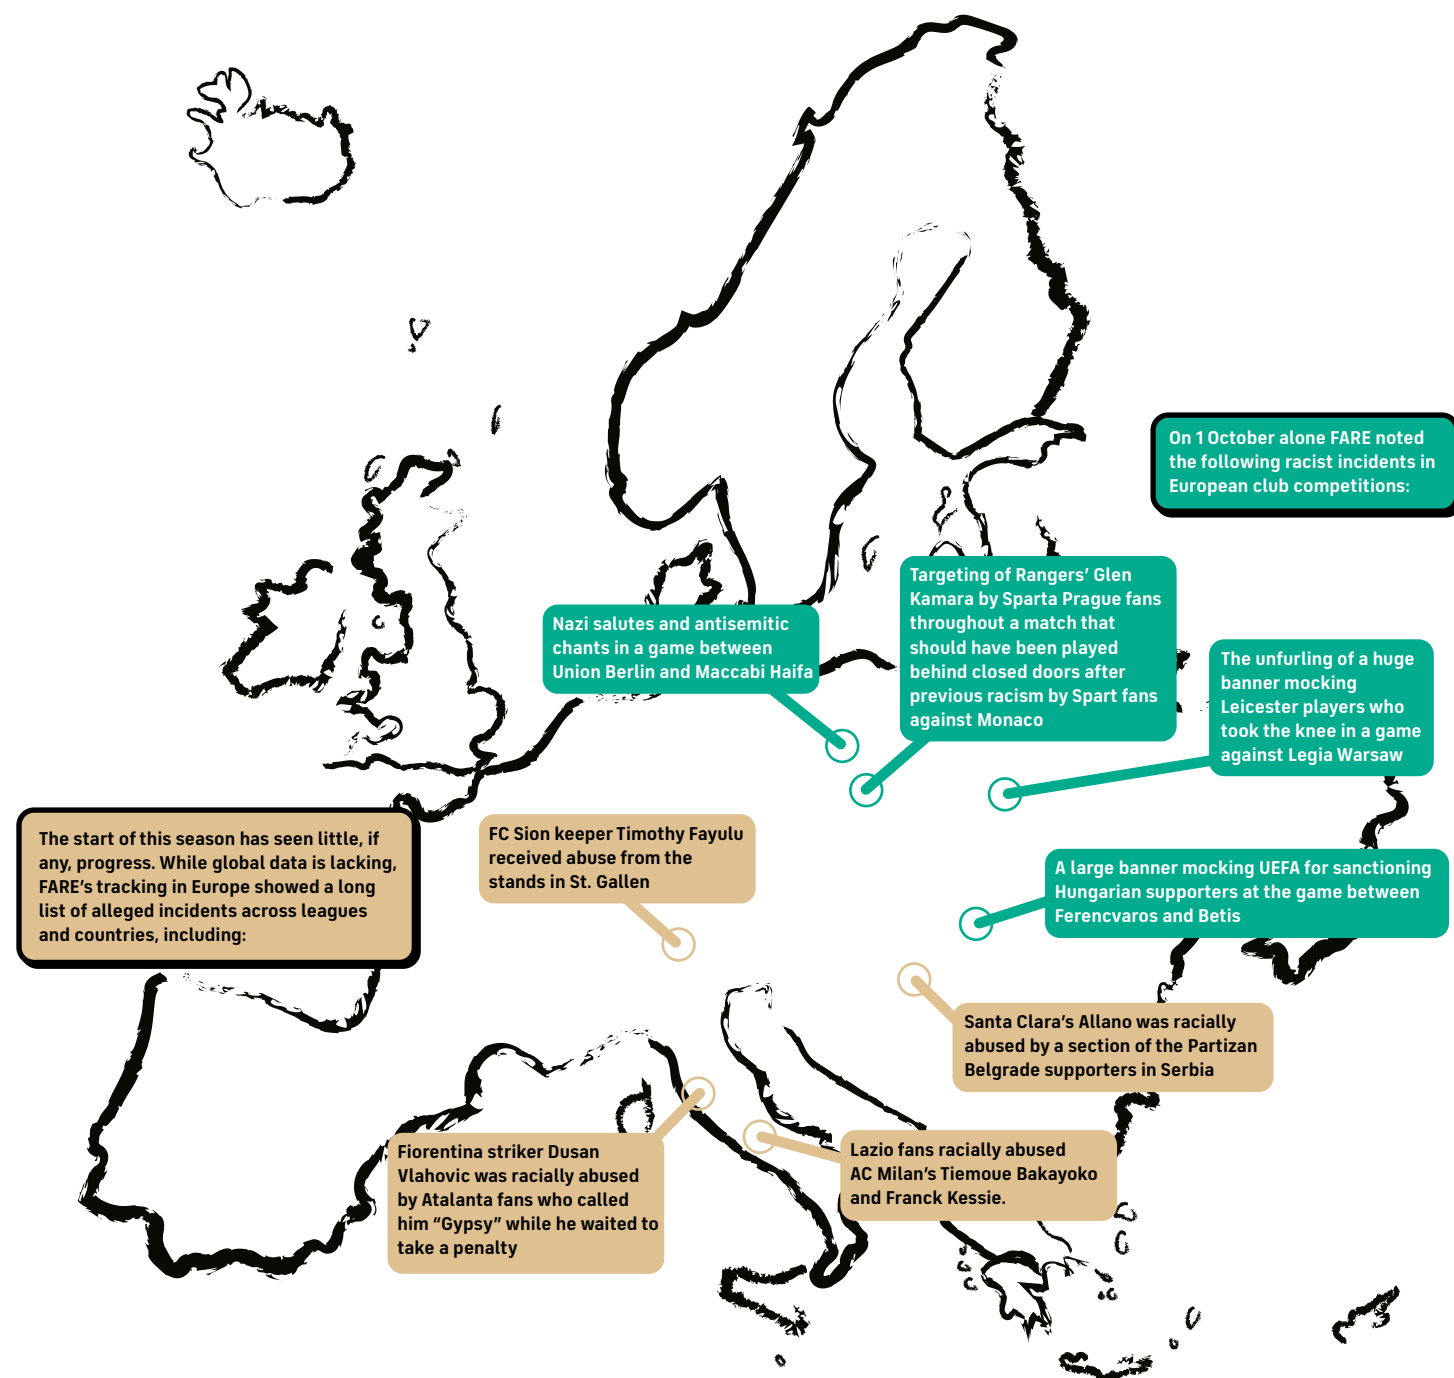 On 1 October alone FARE noted
the following racist incidents in
European club competitions:
Targeting of Rangers’ Glen
Kamara by Sparta Prague fans
throughout a match that
should have been played
behind closed doors after
previous racism by Spart fans
against Monaco
Nazi salutes and antisemitic
chants in a game between
Union Berlin and Maccabi Haifa
The unfurling of a huge
banner mocking
Leicester players who
took the knee in a game
against Legia Warsaw
The start of this season has seen little, if
any, progress. While global data is lacking,
FARE’s tracking in Europe showed a long
list of alleged incidents across leagues
and countries, including:
FC Sion keeper Timothy Fayulu
received abuse from the
stands in St. Gallen
A large banner mocking UEFA for sanctioning
Hungarian supporters at the game between
Ferencvaros and Betis
Santa Clara’s Allano was racially
abused by a section of the Partizan
Belgrade supporters in Serbia
Fiorentina striker Dusan
Vlahovic was racially abused
by Atalanta fans who called
him “Gypsy” while he waited to
take a penalty
Lazio fans racially abused
AC Milan’s Tiemoue Bakayoko
and Franck Kessie.